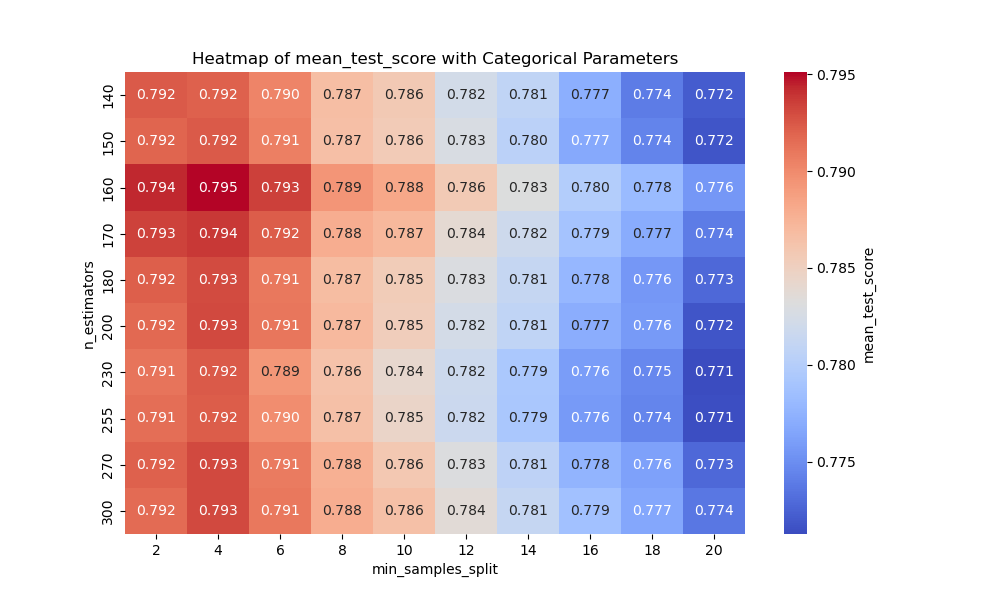 Heatmap of mean_test_score with Categorical Parameters
140 0.792 0.792 0.790 0.787 0.786 0.782 0.781 0.777 0.774 0.772
150 0.792 0.792 0.791 0.787 0.786 0.783 0.780 0.777 0.774 0.772
160 0.794 0.795 0.793 0.789 0.788 0.786 0.783 0.780 0.778 0.776
170 0.793 0.794 0.792 0.788 0.787 0.784 0.782 0.779 0.777 0.774
180 0.792 0.793 0.791 0.787 0.785 0.783 0.781 0.778 0.776 0.773
200 0.792 0.793 0.791 0.787 0.785 0.782 0.781 0.777 0.776 0.772
230 0.791 0.792 0.789 0.786 0.784 0.782 0.779 0.776 0.775 0.771
255 0.791 0.792 0.790 0.787 0.785 0.782 0.779 0.776 0.774 0.771
270 0.792 0.793 0.791 0.788 0.786 0.783 0.781 0.778 0.776 0.773
300 0.792 0.793 0.791 0.788 0.786 0.784 0.781 0.779 0.777 0.774
2 4 6 8 10 12 14 16 18 20
min_samples_split
n_estimators
0.795
0.790
0.785
0.780
0.775
mean_test_score